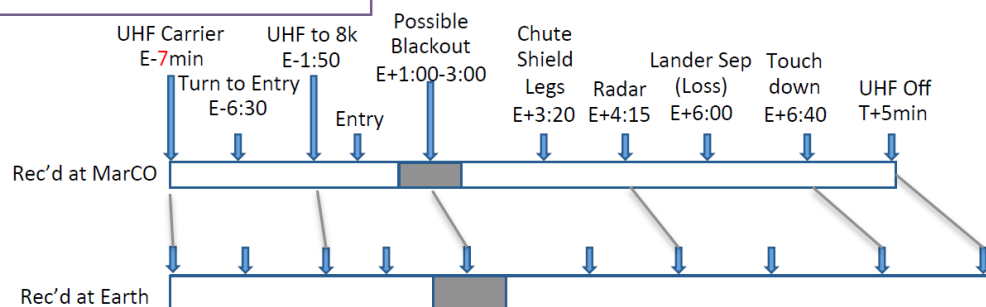 UHF Carrier
E-7min
Turn to Entry
E-6:30
UHF to 8k
E-1:50
Entry
Possible
Blackout
E+1:00-3:00
Chute
Shield
Legs
E+3:20
Radar
E+4:15
Lander Sep
(Loss)
E+6:00
Touch
down
E+6:40
UHF Off
T+5min
Rec'd at MarCO
Rec'd at Earth